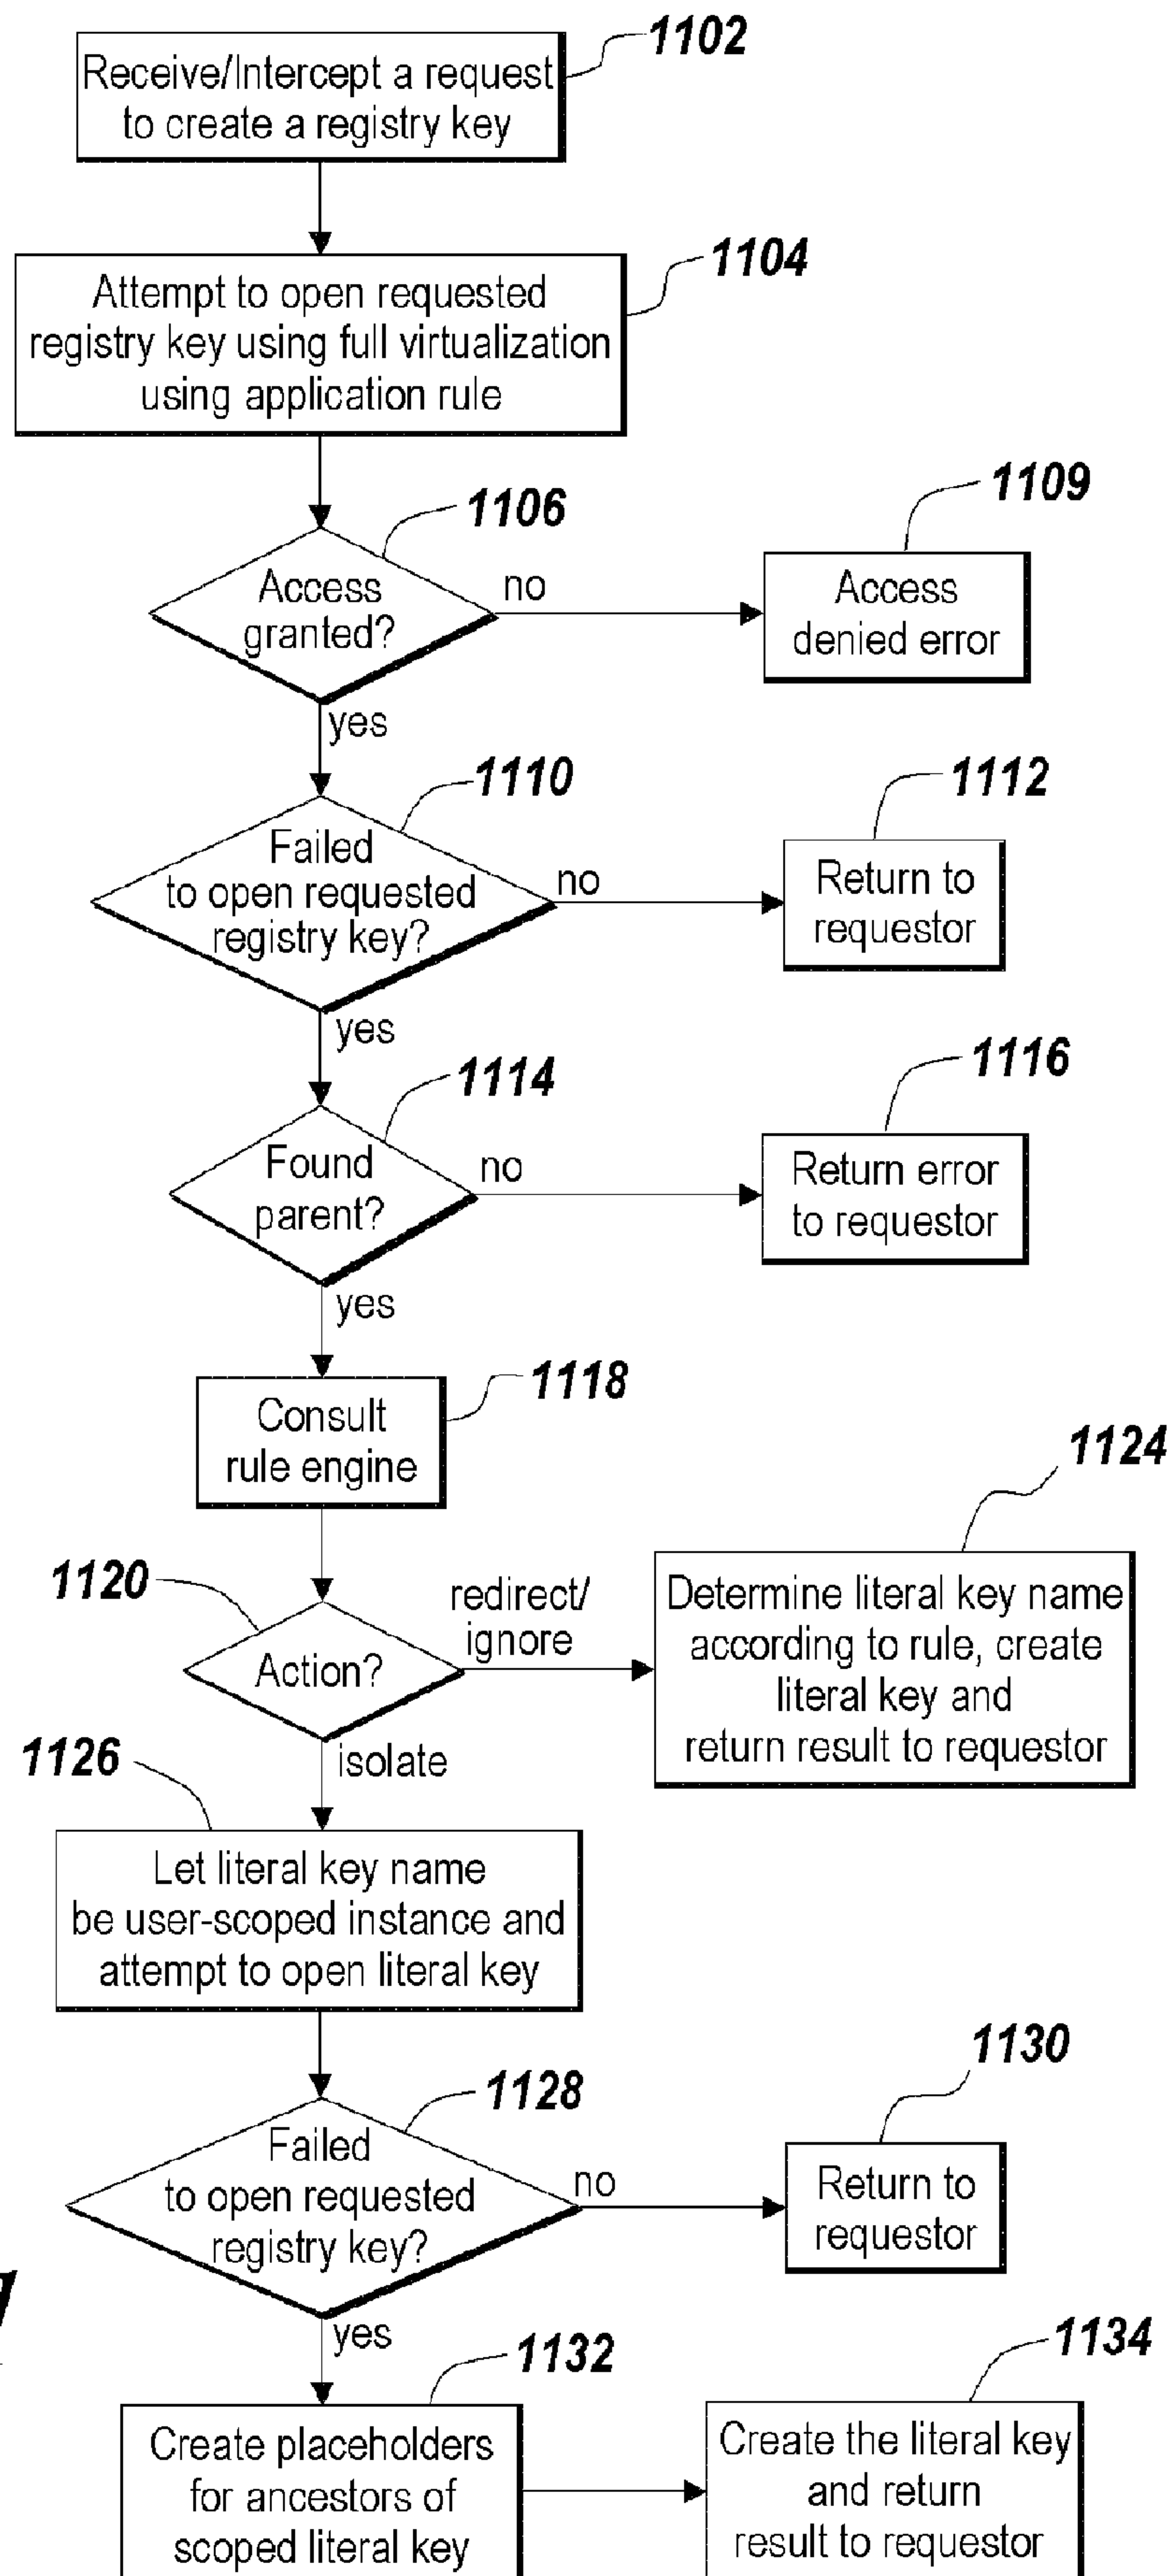 1102
Receive/Intercept a request
to create a registry key
1104
Attempt to open requested
registry key using full virtualization
using application rule
1106
Access
granted?
no
1109
Access
denied error
yes
1110
Failed
to open requested
registry key?
no
1112
Return to
requestor
yes
1114
Found
parent?
no
1116
Return error
to requestor
yes
1118
Consult
rule engine
1120
Action?
redirect/
ignore
1124
Determine literal key name
according to rule, create
literal key and
return result to requestor
isolate
1126
Let literal key name
be user-scoped instance and
attempt to open literal key
1128
Failed
to open requested
registry key?
no
1130
Return to
requestor
yes
1132
Create placeholders
for ancestors of
scoped literal key
1134
Create the literal key
and return
result to requestor